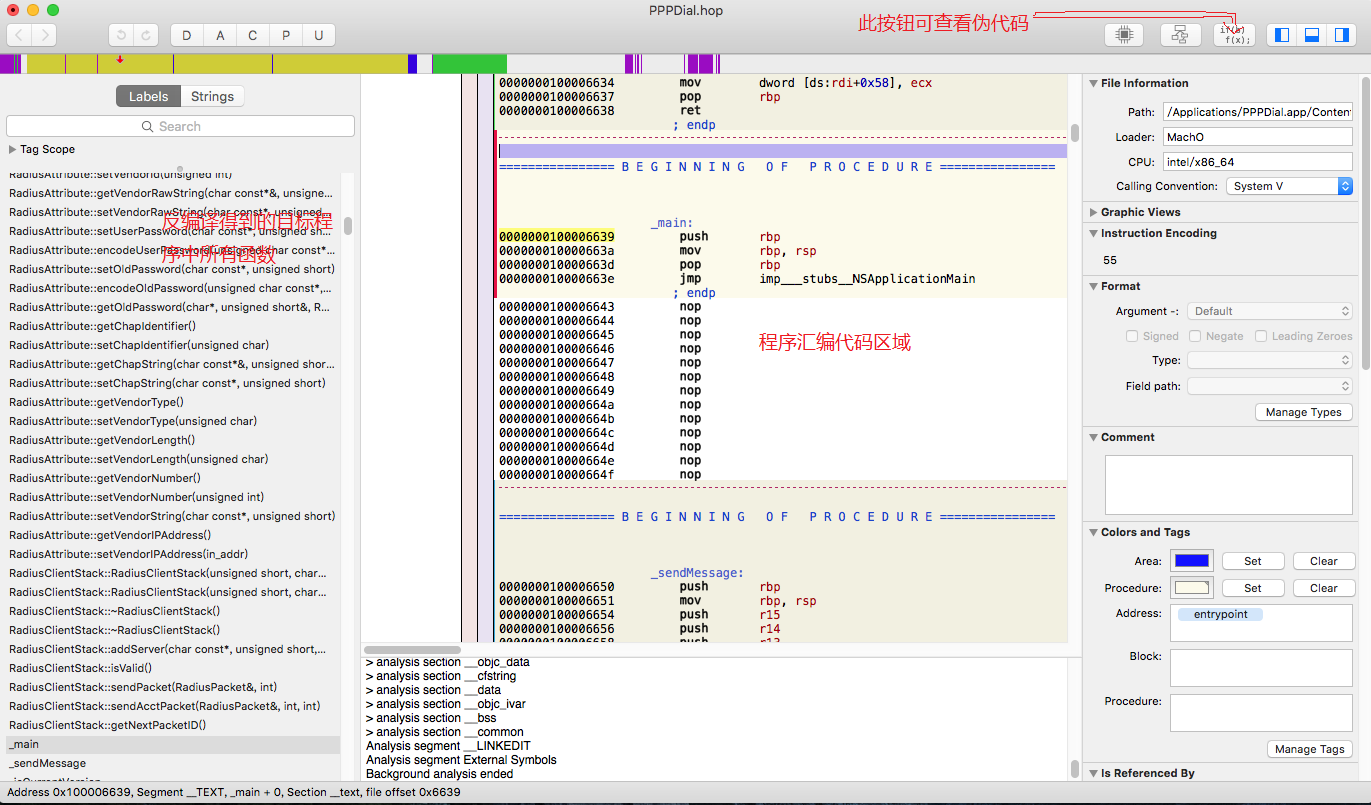 PPPDial.hop
此按钮可查看伪代码
D A C P U
if(b)
f(x);
Labels Strings
Search
Tag Scope
RadiusAttribute::setVendorId(unsigned int)
RadiusAttribute::getVendorRawString(char const*&, unsigne...
RadiusAttribute::setVendorRawString(char const*, unsigned...
反编译得到的目标程
RadiusAttribute::setUserPassword(char const*, unsigned sh...
RadiusAttribute::encodeUserPassword(unsigned char const*...
序中所有函数
RadiusAttribute::setOldPassword(char const*, unsigned short)
RadiusAttribute::encodeOldPassword(unsigned char const*,...
RadiusAttribute::getOldPassword(char*, unsigned short&, R...
RadiusAttribute::getChapIdentifier()
RadiusAttribute::setChapIdentifier(unsigned char)
RadiusAttribute::getChapString(char const*&, unsigned shor...
RadiusAttribute::setChapString(char const*, unsigned short)
RadiusAttribute::getVendorType()
RadiusAttribute::setVendorType(unsigned char)
RadiusAttribute::getVendorLength()
RadiusAttribute::setVendorLength(unsigned char)
RadiusAttribute::getVendorNumber()
RadiusAttribute::setVendorNumber(unsigned int)
RadiusAttribute::setVendorString(char const*, unsigned short)
RadiusAttribute::getVendorIPAddress()
RadiusAttribute::setVendorIPAddress(in_addr)
RadiusClientStack::RadiusClientStack(unsigned short, char...
RadiusClientStack::RadiusClientStack(unsigned short, char...
RadiusClientStack::~RadiusClientStack()
RadiusClientStack::~RadiusClientStack()
RadiusClientStack::addServer(char const*, unsigned short,...
RadiusClientStack::isValid()
RadiusClientStack::sendPacket(RadiusPacket&, int)
RadiusClientStack::sendAcctPacket(RadiusPacket&, int, int)
RadiusClientStack::getNextPacketID()
_main
_sendMessage
_isCurrentVersion
0000000100006634 mov dword [ds:rdi+0x58], ecx
0000000100006637 pop rbp
0000000100006638 ret
; endp
================ B E G I N N I N G O F P R O C E D U R E ================
_main:
0000000100006639 push rbp
000000010000663a mov rbp, rsp
000000010000663d pop rbp
000000010000663e jmp imp___stubs__NSApplicationMain
; endp
0000000100006643 nop
0000000100006644 nop
0000000100006645 nop
程序汇编代码区域
0000000100006646 nop
0000000100006647 nop
0000000100006648 nop
0000000100006649 nop
000000010000664a nop
000000010000664b nop
000000010000664c nop
000000010000664d nop
000000010000664e nop
000000010000664f nop
================ B E G I N N I N G O F P R O C E D U R E ================
_sendMessage:
0000000100006650 push rbp
0000000100006651 mov rbp, rsp
0000000100006654 push r15
0000000100006656 push r14
0000000100006658 push r13
> analysis section __objc_data
> analysis section __cfstring
> analysis section __data
> analysis section __objc_ivar
> analysis section __bss
> analysis section __common
Analysis segment __LINKEDIT
Analysis segment External Symbols
Background analysis ended
File Information
Path: /Applications/PPPDial.app/Conten
Loader: MachO
CPU: intel/x86_64
Calling Convention: System V
Graphic Views
Instruction Encoding
55
Format
Argument -: Default
Signed Negate Leading Zeroes
Type:
Field path:
Manage Types
Comment
Colors and Tags
Area: Set Clear
Procedure: Set Clear
Address: entrypoint
Block:
Procedure:
Manage Tags
Is Referenced By
Address 0x100006639, Segment __TEXT, _main + 0, Section __text, file offset 0x6639